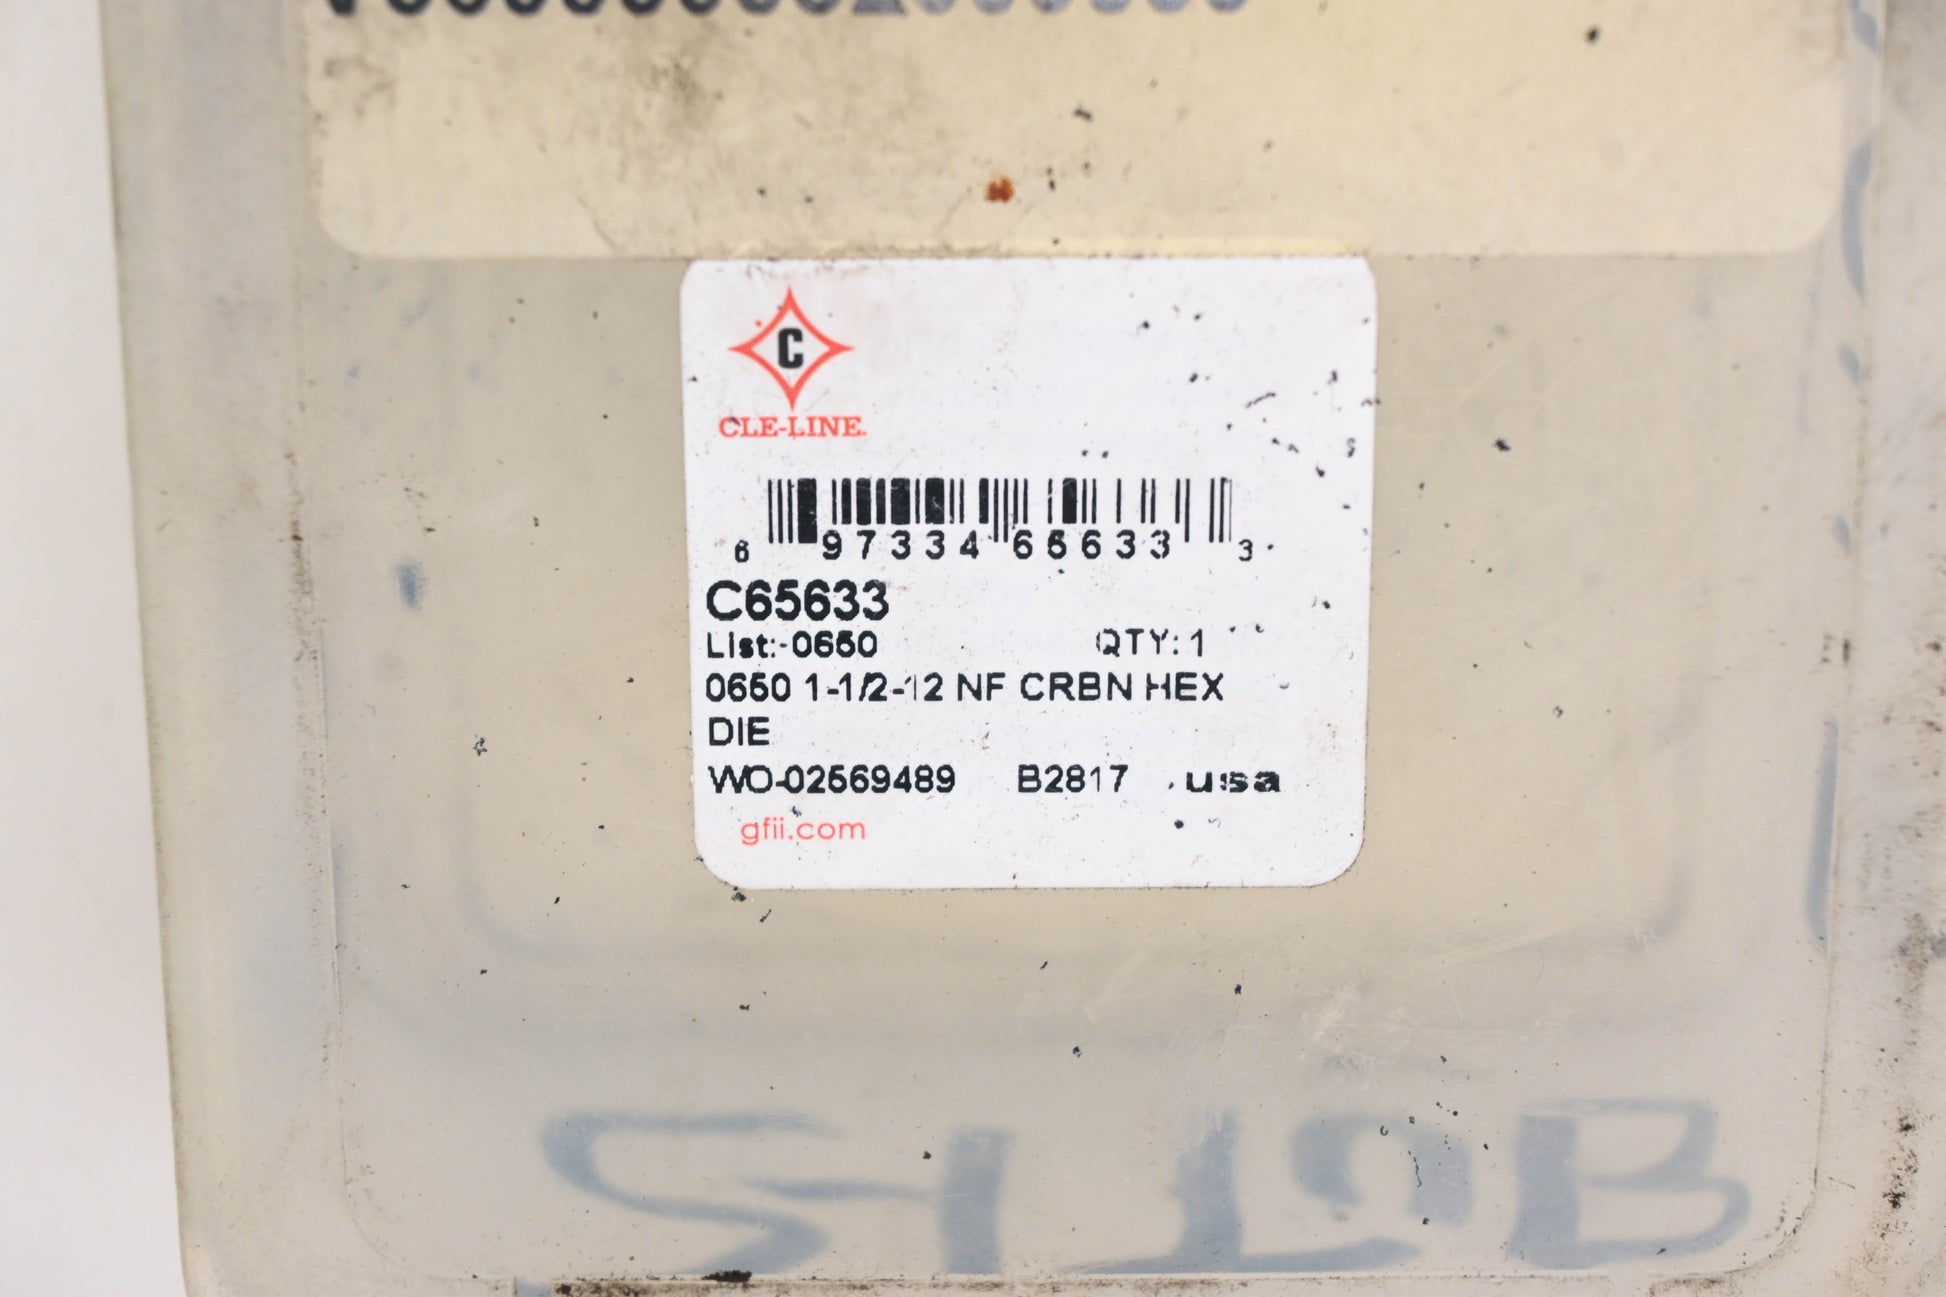 C
CLE-LINE.
6 97334 65633 3
C65633
List: 0650 QTY: 1
0650 1-1/2-12 NF CRBN HEX
DIE
WO-02569489 B2817 usa
gfii.com